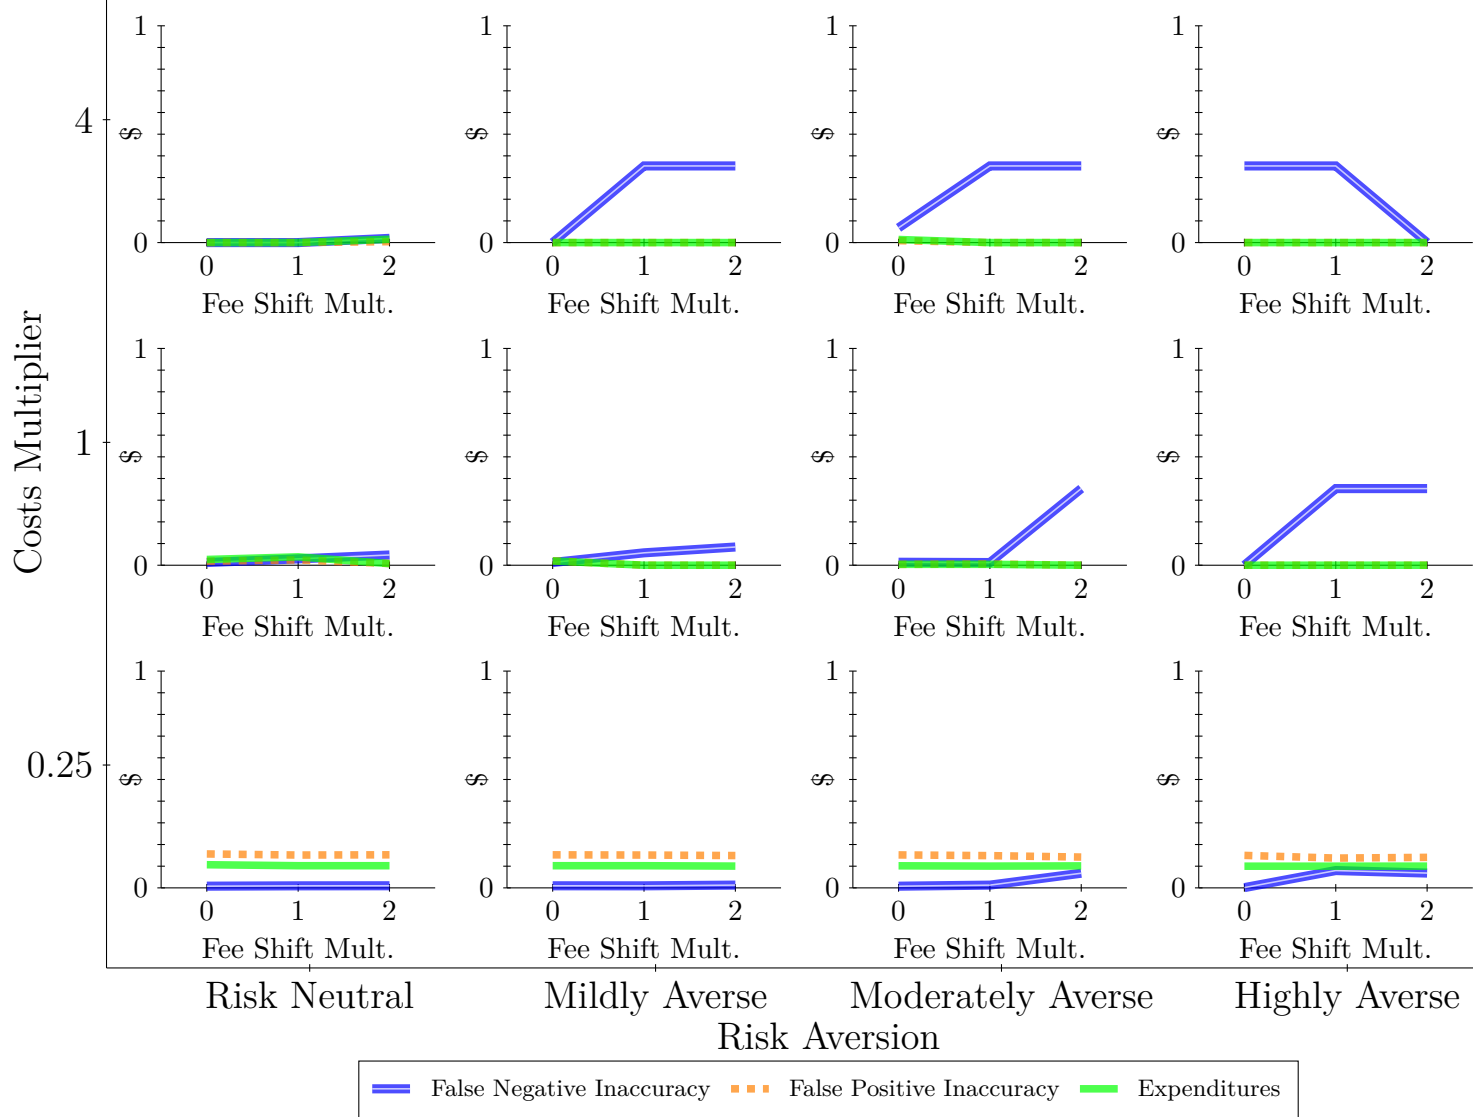 1 1 1 1
4
$ $ $ $
0 0 0 0
0 1 2 0 1 2 0 1 2 0 1 2
Fee Shift Mult. Fee Shift Mult. Fee Shift Mult. Fee Shift Mult.
Costs Multiplier
1 1 1 1
1
$ $ $ $
0 0 0 0
0 1 2 0 1 2 0 1 2 0 1 2
Fee Shift Mult. Fee Shift Mult. Fee Shift Mult. Fee Shift Mult.
1 1 1 1
0.25
$ $ $ $
0 0 0 0
0 1 2 0 1 2 0 1 2 0 1 2
Fee Shift Mult. Fee Shift Mult. Fee Shift Mult. Fee Shift Mult.
Risk Neutral Mildly Averse Moderately Averse Highly Averse
Risk Aversion
False Negative Inaccuracy False Positive Inaccuracy Expenditures